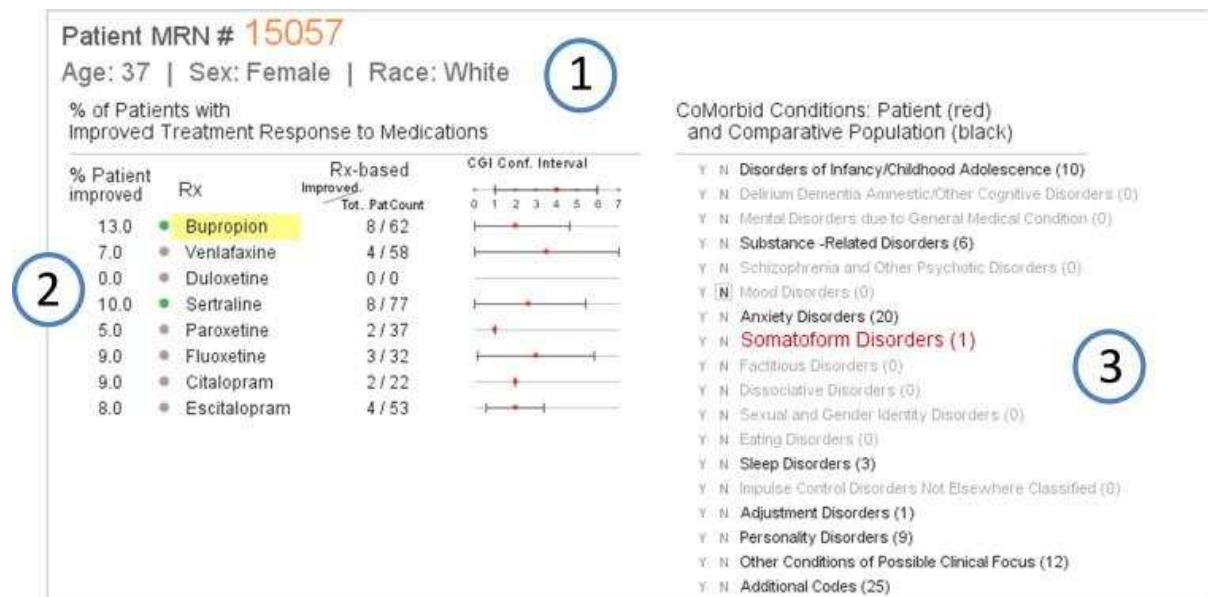 Patient MRN # 15057
Age: 37 | Sex: Female | Race: White
1
% of Patients with
Improved Treatment Response to Medications
% Patient improved Rx Rx-based Improved. Tot. PatCount CGI Conf. Interval
0 1 2 3 4 5 6 7
13.0 Bupropion 8 / 62
7.0 Venlafaxine 4 / 58
0.0 Duloxetine 0 / 0
10.0 Sertraline 8 / 77
5.0 Paroxetine 2 / 37
9.0 Fluoxetine 3 / 32
9.0 Citalopram 2 / 22
8.0 Escitalopram 4 / 53
2
CoMorbid Conditions: Patient (red)
and Comparative Population (black)
Y N Disorders of Infancy/Childhood Adolescence (10)
Y N Delirium Dementia Amnestic/Other Cognitive Disorders (0)
Y N Mental Disorders due to General Medical Condition (0)
Y N Substance -Related Disorders (6)
Y N Schizophrenia and Other Psychotic Disorders (0)
Y N Mood Disorders (0)
Y N Anxiety Disorders (20)
Y N Somatoform Disorders (1)
Y N Factitious Disorders (0)
Y N Dissociative Disorders (0)
Y N Sexual and Gender Identity Disorders (0)
Y N Eating Disorders (0)
Y N Sleep Disorders (3)
Y N Impulse Control Disorders Not Elsewhere Classified (0)
Y N Adjustment Disorders (1)
Y N Personality Disorders (9)
Y N Other Conditions of Possible Clinical Focus (12)
Y N Additional Codes (25)
3